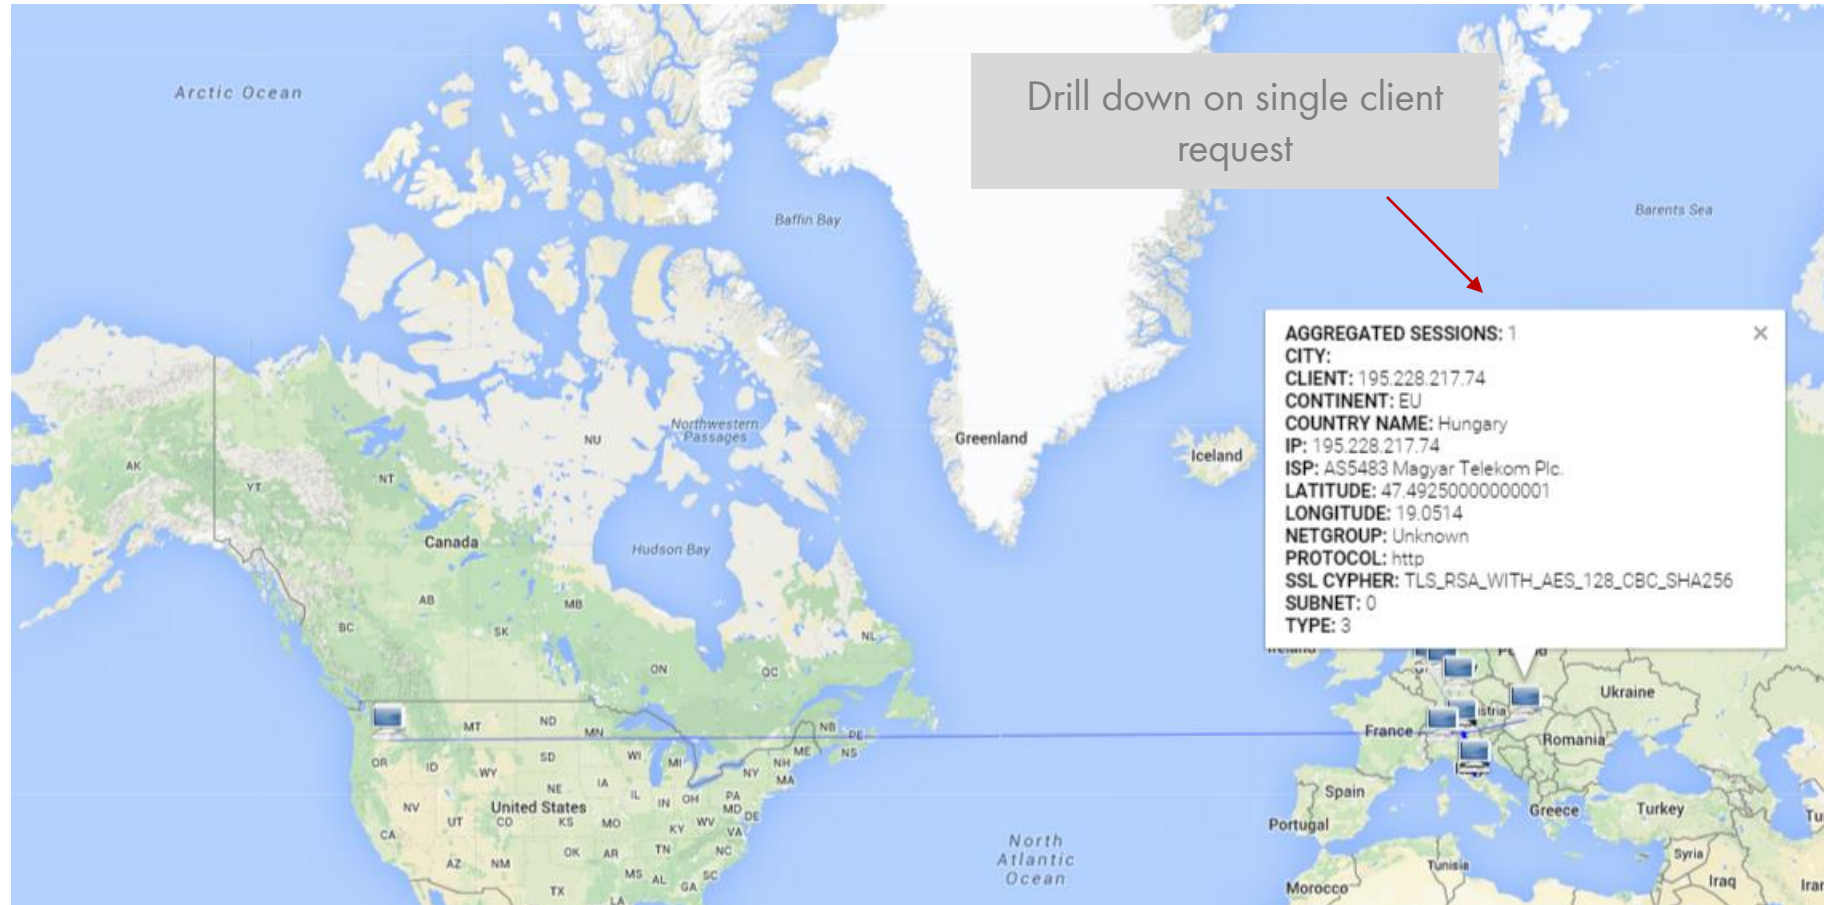 Arctic Ocean
Drill down on single client
request
Baffin Bay
Barents Sea
AGGREGATED SESSIONS: 1
CITY:
CLIENT: 195.228.217.74
CONTINENT: EU
COUNTRY NAME: Hungary
IP: 195.228.217.74
ISP: AS5483 Magyar Telekom Plc.
LATITUDE: 47.49250000000001
LONGITUDE: 19.0514
NETGROUP: Unknown
PROTOCOL: http
SSL CYPHER: TLS_RSA_WITH_AES_128_CBC_SHA256
SUBNET: 0
TYPE: 3
Northwestern
Passages
NU
Greenland
Iceland
AK
YT
NT
Canada
Hudson Bay
AB
MB
BC
SK
NL
ON
QC
Ukraine
MT
ND
MN
NB
PE
France
Romania
OR
ID
SD
WI
MI
ME
NS
WY
NH
NY
MA
NE
IA
IL
IN
OH
PA
Spain
NV
UT
United States
CO
KS
MO
KY
WV
MD
DE
VA
Greece
Turkey
CA
Portugal
North
Atlantic
Ocean
AZ
NM
OK
AR
TN
NC
Tunisia
Syria
MS
AL
GA
SC
TX
LA
Morocco
Iraq